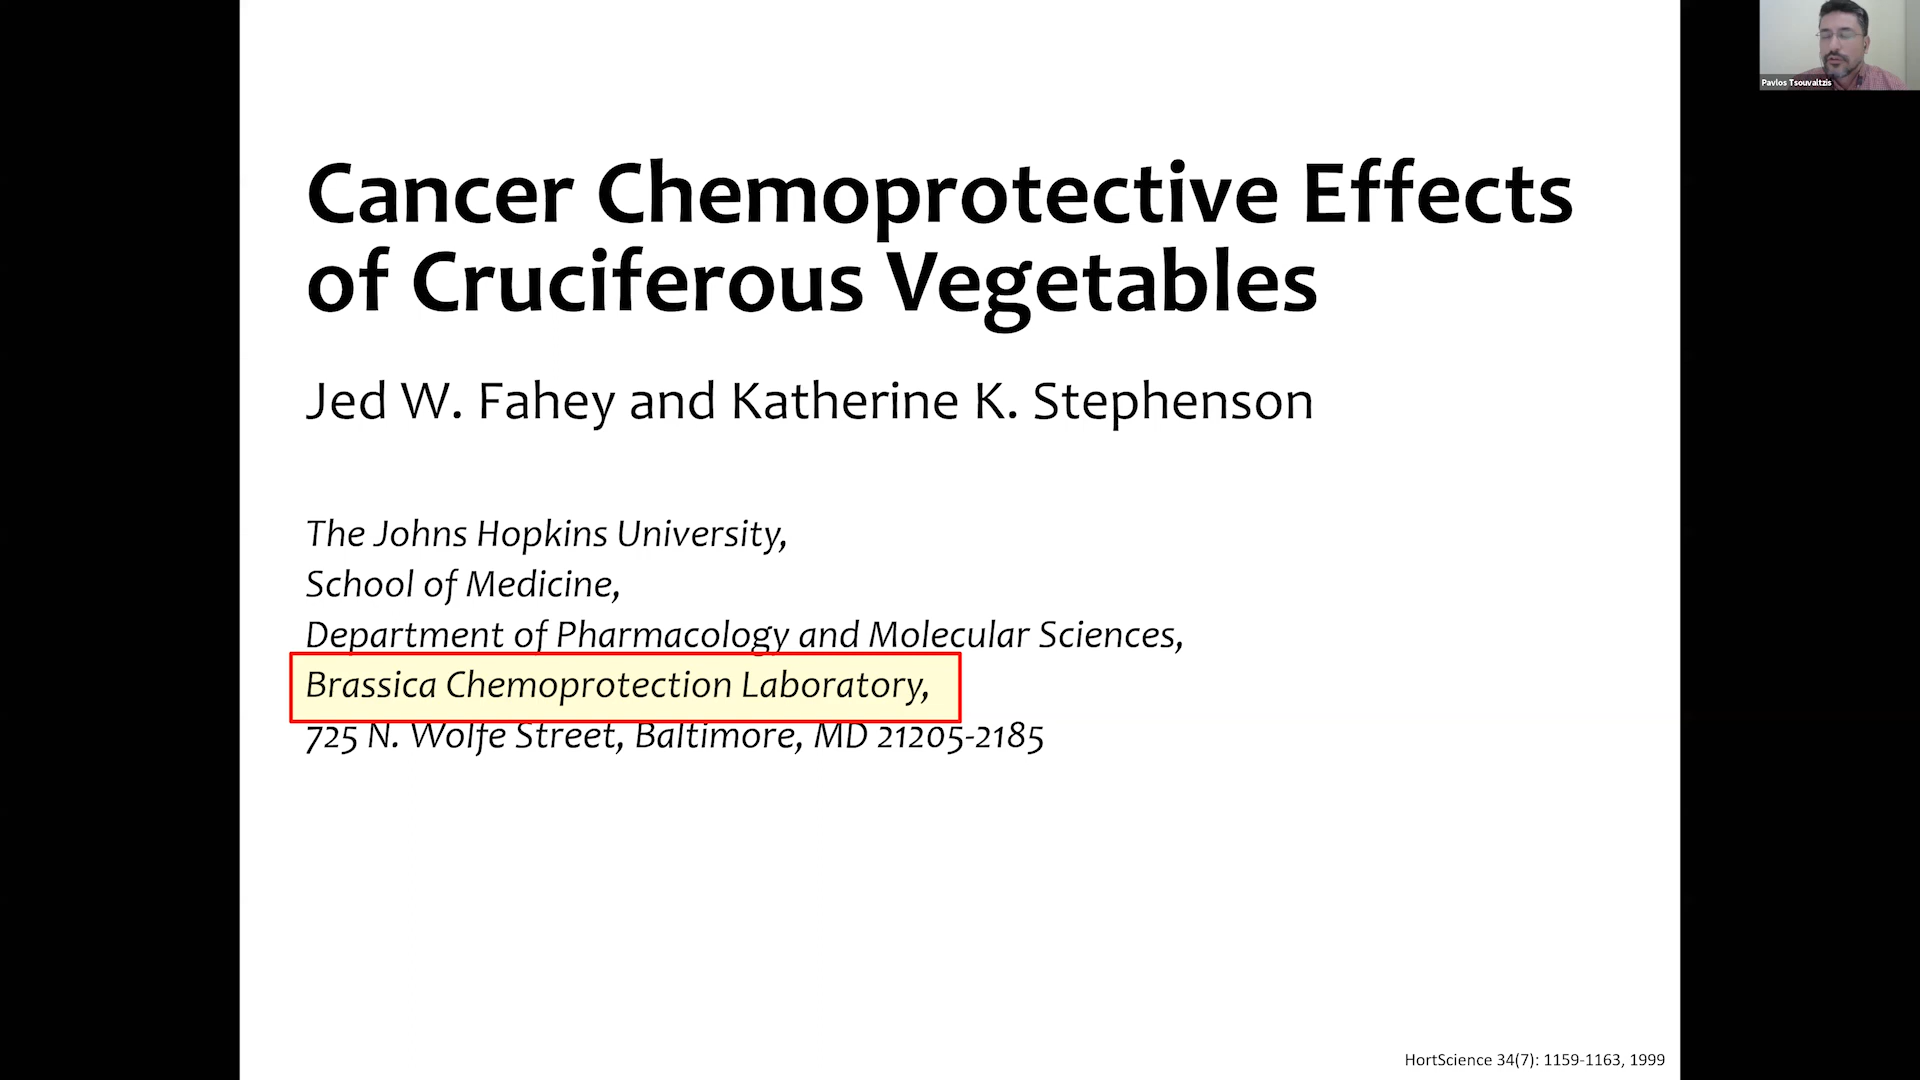 Pavlos Tsouvaltzis
Cancer Chemoprotective Effects
of Cruciferous Vegetables
Jed W. Fahey and Katherine K. Stephenson
The Johns Hopkins University,
School of Medicine,
Department of Pharmacology and Molecular Sciences,
Brassica Chemoprotection Laboratory,
725 N. Wolfe Street, Baltimore, MD 21205-2185
HortScience 34(7): 1159-1163, 1999